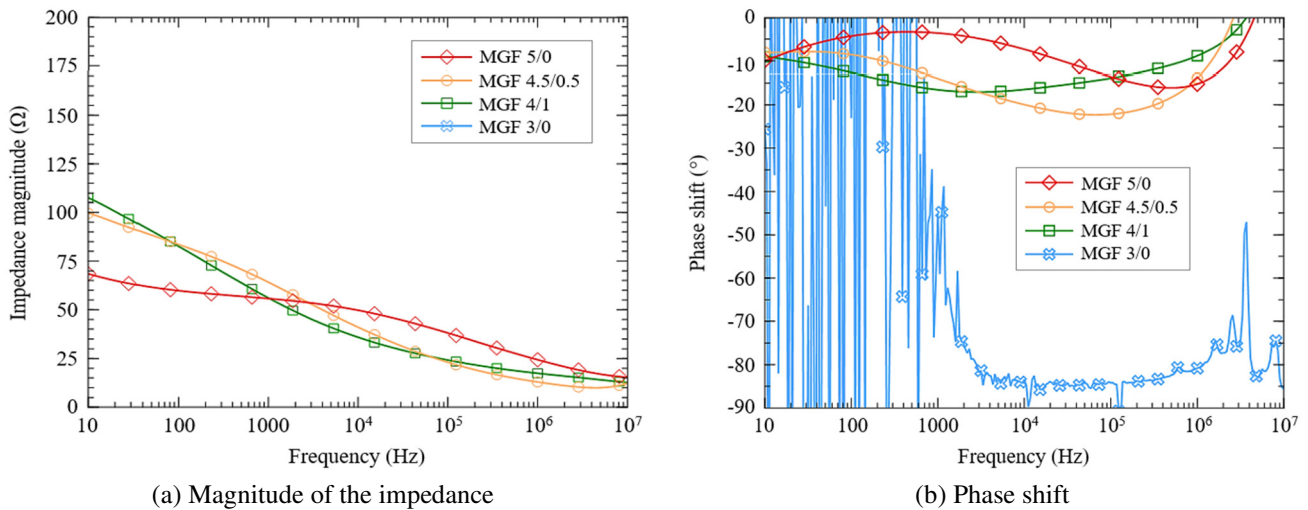 200
175
150
125
100
75
50
25
0
Impedance magnitude (Ω)
MGF 5/0
MGF 4.5/0.5
MGF 4/1
MGF 3/0
10 100 1000 10⁴ 10⁵ 10⁶ 10⁷
Frequency (Hz)
(a) Magnitude of the impedance
0
-10
-20
-30
-40
-50
-60
-70
-80
-90
Phase shift (°)
MGF 5/0
MGF 4.5/0.5
MGF 4/1
MGF 3/0
10 100 1000 10⁴ 10⁵ 10⁶ 10⁷
Frequency (Hz)
(b) Phase shift